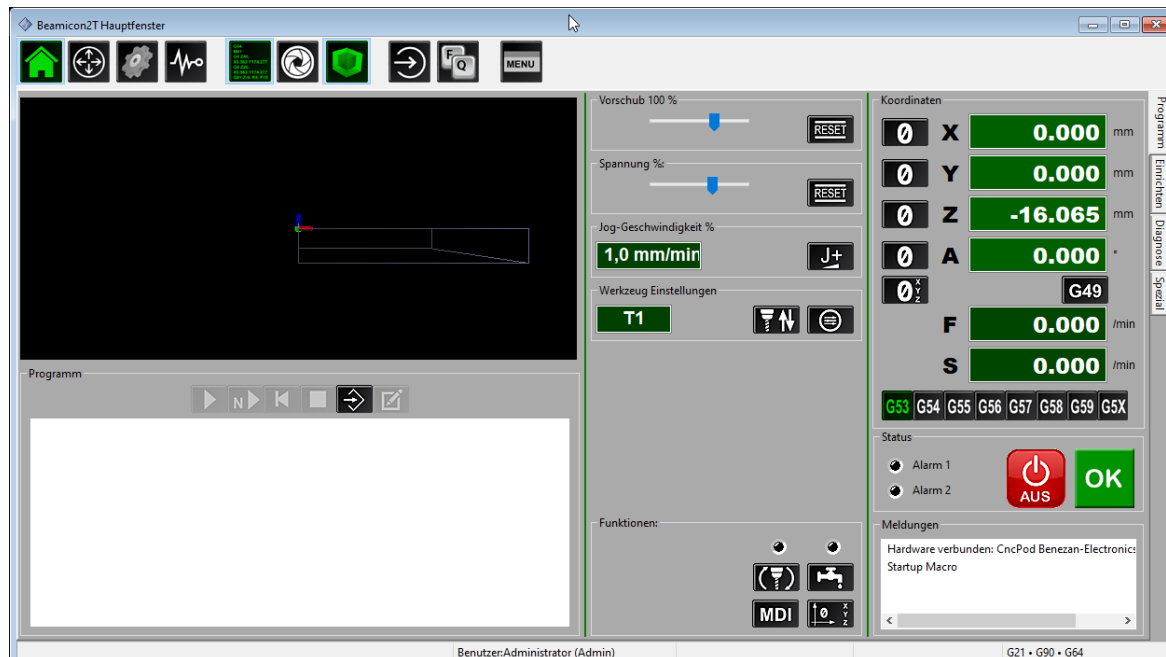 Beamicon2T Hauptfenster
F
Q
MENU
Vorschub 100 %
RESET
Spannung %:
RESET
Jog-Geschwindigkeit %
1,0 mm/min
J+
Werkzeug Einstellungen
T1
Programm
N
Funktionen:
MDI
0 X Y Z
Koordinaten
0 X 0.000 mm
0 Y 0.000 mm
0 Z -16.065 mm
0 A 0.000 °
0 X Y Z G49
F 0.000 /min
S 0.000 /min
G53 G54 G55 G56 G57 G58 G59 G5X
Status
Alarm 1
Alarm 2
AUS
OK
Meldungen
Hardware verbunden: CncPod Benezan-Electronics
Startup Macro
Programm
Einrichten
Diagnose
Spezial
Benutzer:Administrator (Admin)
G21 • G90 • G64